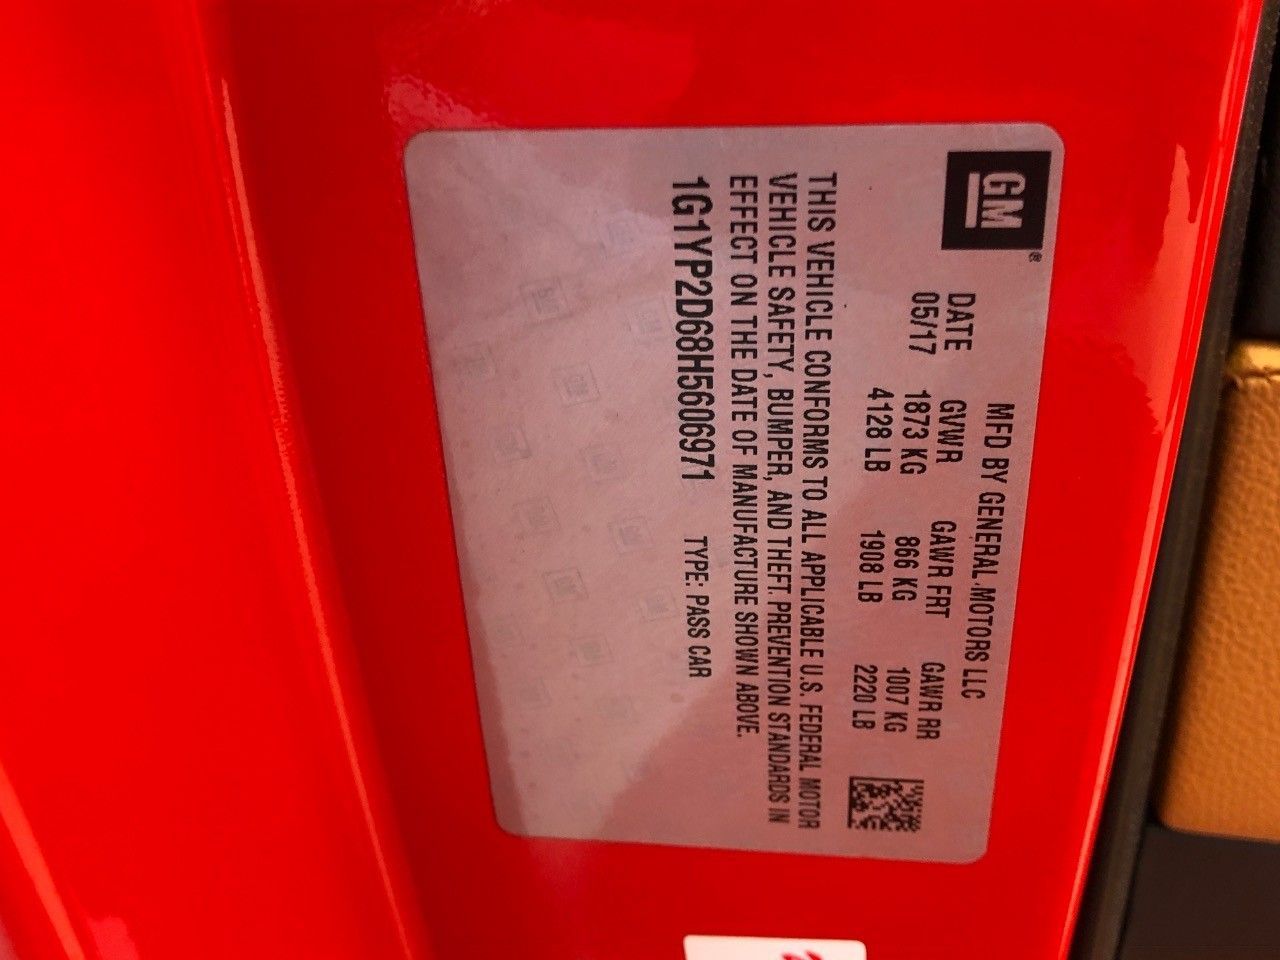 GM ®
MFD BY GENERAL MOTORS LLC
DATE GVWR GAWR FRT GAWR RR
05/17 1873 KG 866 KG 1007 KG
4128 LB 1908 LB 2220 LB
THIS VEHICLE CONFORMS TO ALL APPLICABLE U.S. FEDERAL MOTOR
VEHICLE SAFETY, BUMPER, AND THEFT PREVENTION STANDARDS IN
EFFECT ON THE DATE OF MANUFACTURE SHOWN ABOVE.
1G1YP2D68H5606971 TYPE: PASS CAR